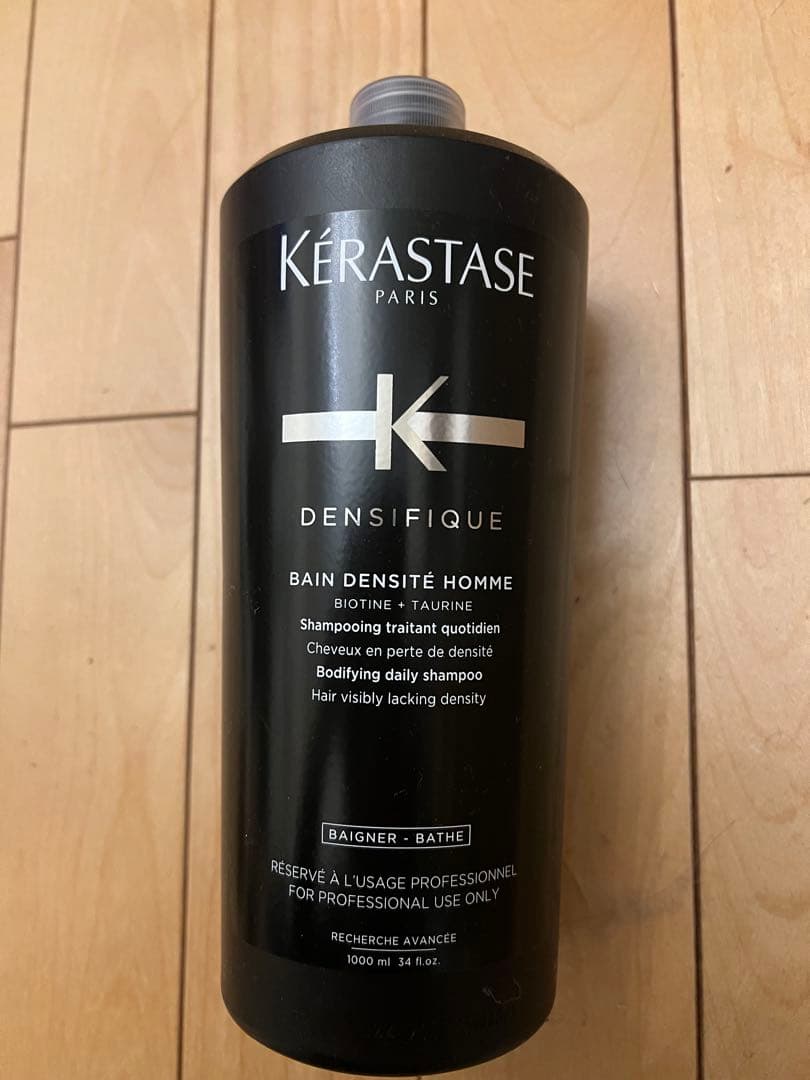 KÉRASTASE
PARIS
K
DENSIFIQUE
BAIN DENSITÉ HOMME
BIOTINE + TAURINE
Shampooing traitant quotidien
Cheveux en perte de densité
Bodifying daily shampoo
Hair visibly lacking density
BAIGNER - BATHE
RÉSERVÉ À L'USAGE PROFESSIONNEL
FOR PROFESSIONAL USE ONLY
RECHERCHE AVANCÉE
1000 ml 34 fl.oz.